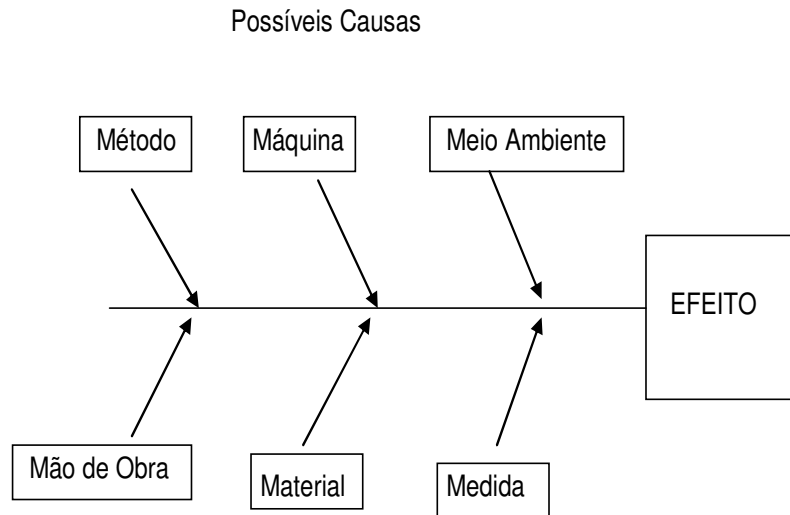 Possíveis Causas
Método
Máquina
Meio Ambiente
EFEITO
Mão de Obra
Material
Medida